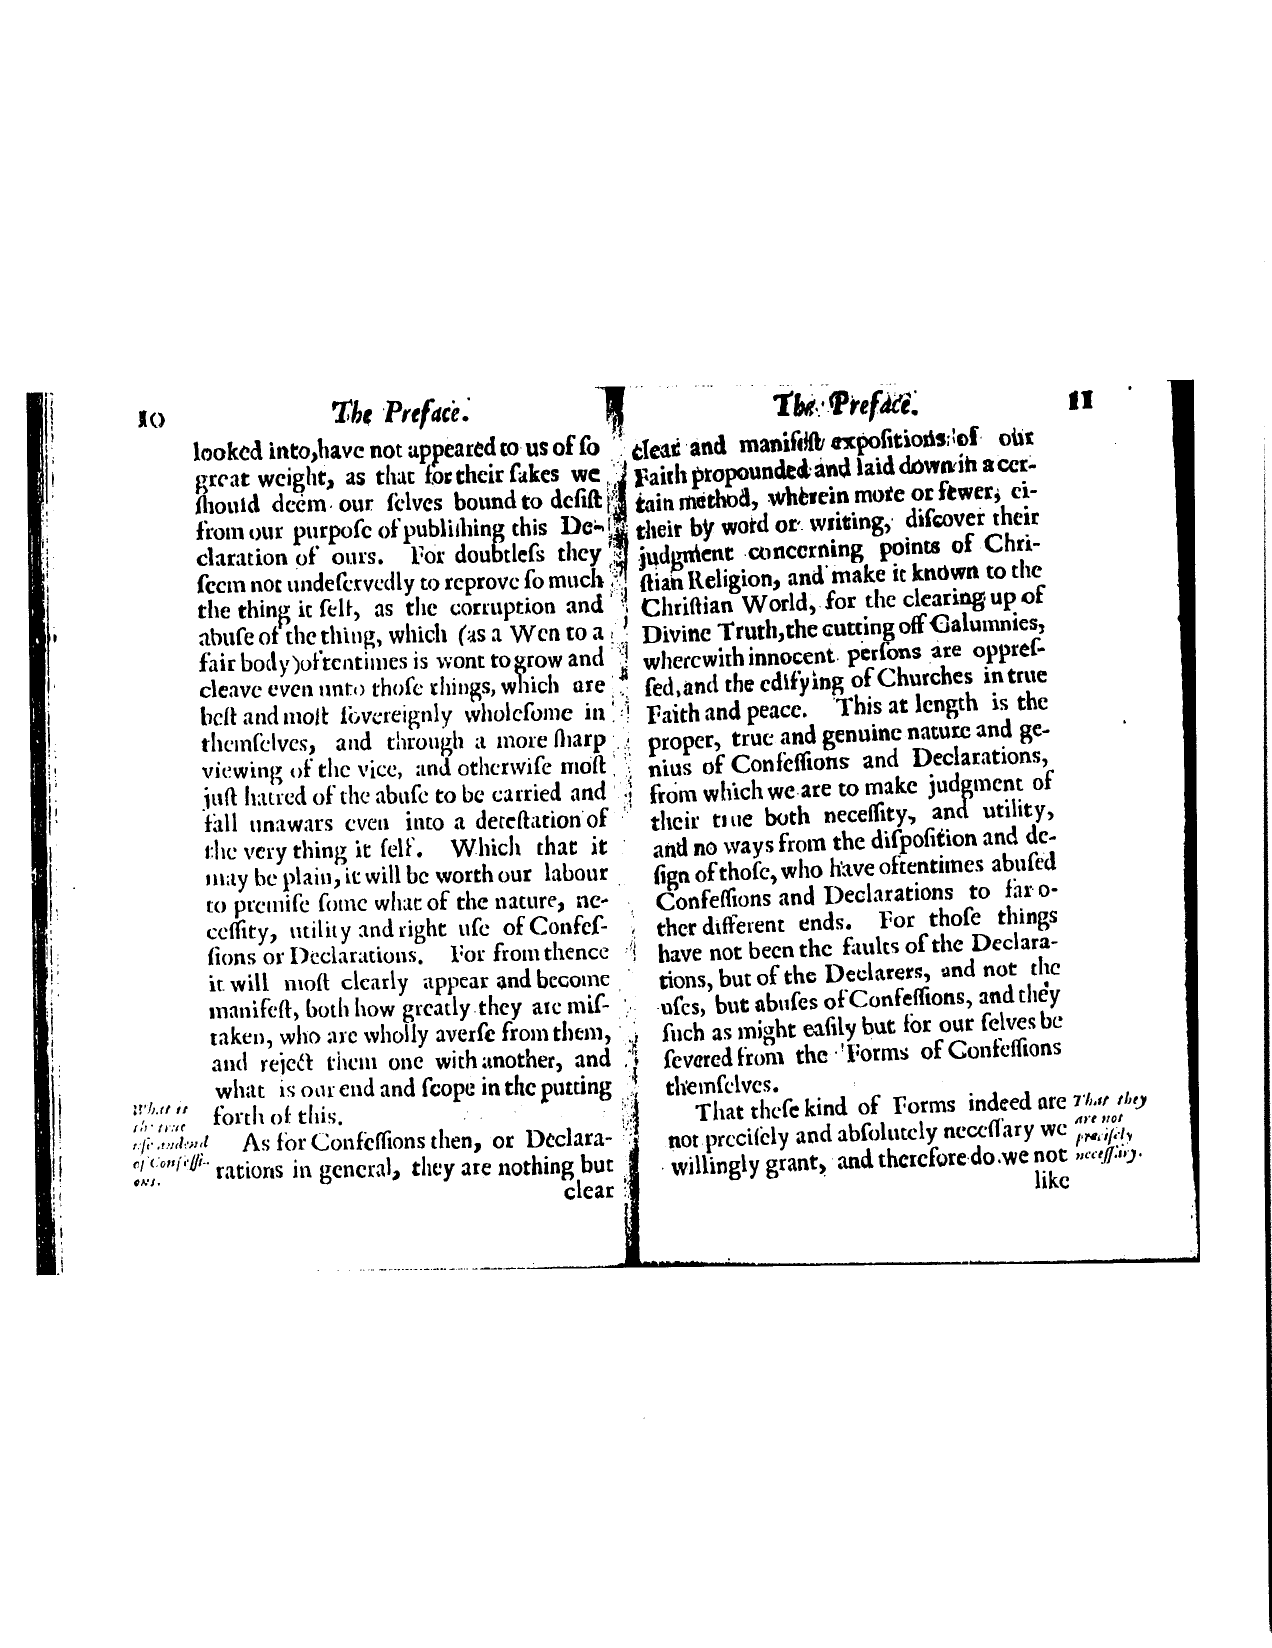 10
The Preface.
looked into,have not appeared to us of ſo
great weight, as that for their ſakes we
ſhould deem our ſelves bound to deſiſt
from our purpoſe of publiſhing this De-
claration of ours. For doubtleſs they
ſeem not undeſervedly to reprove ſo much
the thing it ſelf, as the corruption and
abuſe of the thing, which (as a Wen to a
fair body)oftentimes is wont to grow and
cleave even unto thoſe things, which are
beſt and moſt ſovereignly wholeſome in
themſelves, and through a more ſharp
viewing of the vice, and otherwiſe moſt
juſt hatred of the abuſe to be carried and
fall unawars even into a deteſtation of
the very thing it ſelf. Which that it
may be plain, it will be worth our labour
to premiſe ſome what of the nature, ne-
ceſſity, utility and right uſe of Confeſ-
ſions or Declarations. For from thence
it will moſt clearly appear and become
manifeſt, both how greatly they are miſ-
taken, who are wholly averſe from them,
and reject them one with another, and
what is our end and ſcope in the putting
forth of this.
What is
the true
uſe and end
of Confeſſi-
ons.
As for Confeſſions then, or Declara-
rations in general, they are nothing but
clear
The Preface.
11
clear and manifeſt expoſitions of our
Faith propounded and laid down in a cer-
tain method, wherein more or fewer, ei-
their by word or writing, diſcover their
judgment concerning points of Chri-
ſtian Religion, and make it known to the
Chriſtian World, for the clearing up of
Divine Truth,the cutting off Calumnies,
wherewith innocent perſons are oppreſ-
ſed,and the edifying of Churches in true
Faith and peace. This at length is the
proper, true and genuine nature and ge-
nius of Confeſſions and Declarations,
from which we are to make judgment of
their true both neceſſity, and utility,
and no ways from the diſpoſition and de-
ſign of thoſe, who have oftentimes abuſed
Confeſſions and Declarations to far o-
ther different ends. For thoſe things
have not been the faults of the Declara-
tions, but of the Declarers, and not the
uſes, but abuſes of Confeſſions, and they
ſuch as might eaſily but for our ſelves be
ſevered from the Forms of Confeſſions
themſelves.
That theſe kind of Forms indeed are
not preciſely and abſolutely neceſſary we
willingly grant, and therefore do we not
like
That they
are not
preciſely
neceſſary.